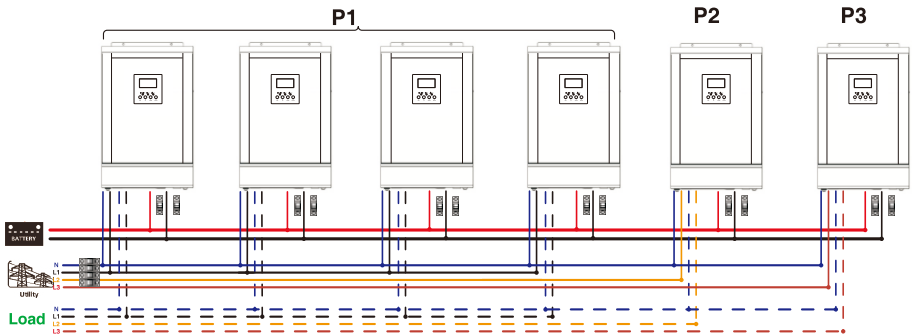 P1 P2 P3
BATTERY
N
L1
L2
L3
Utility
N
L1
L2
L3
Load